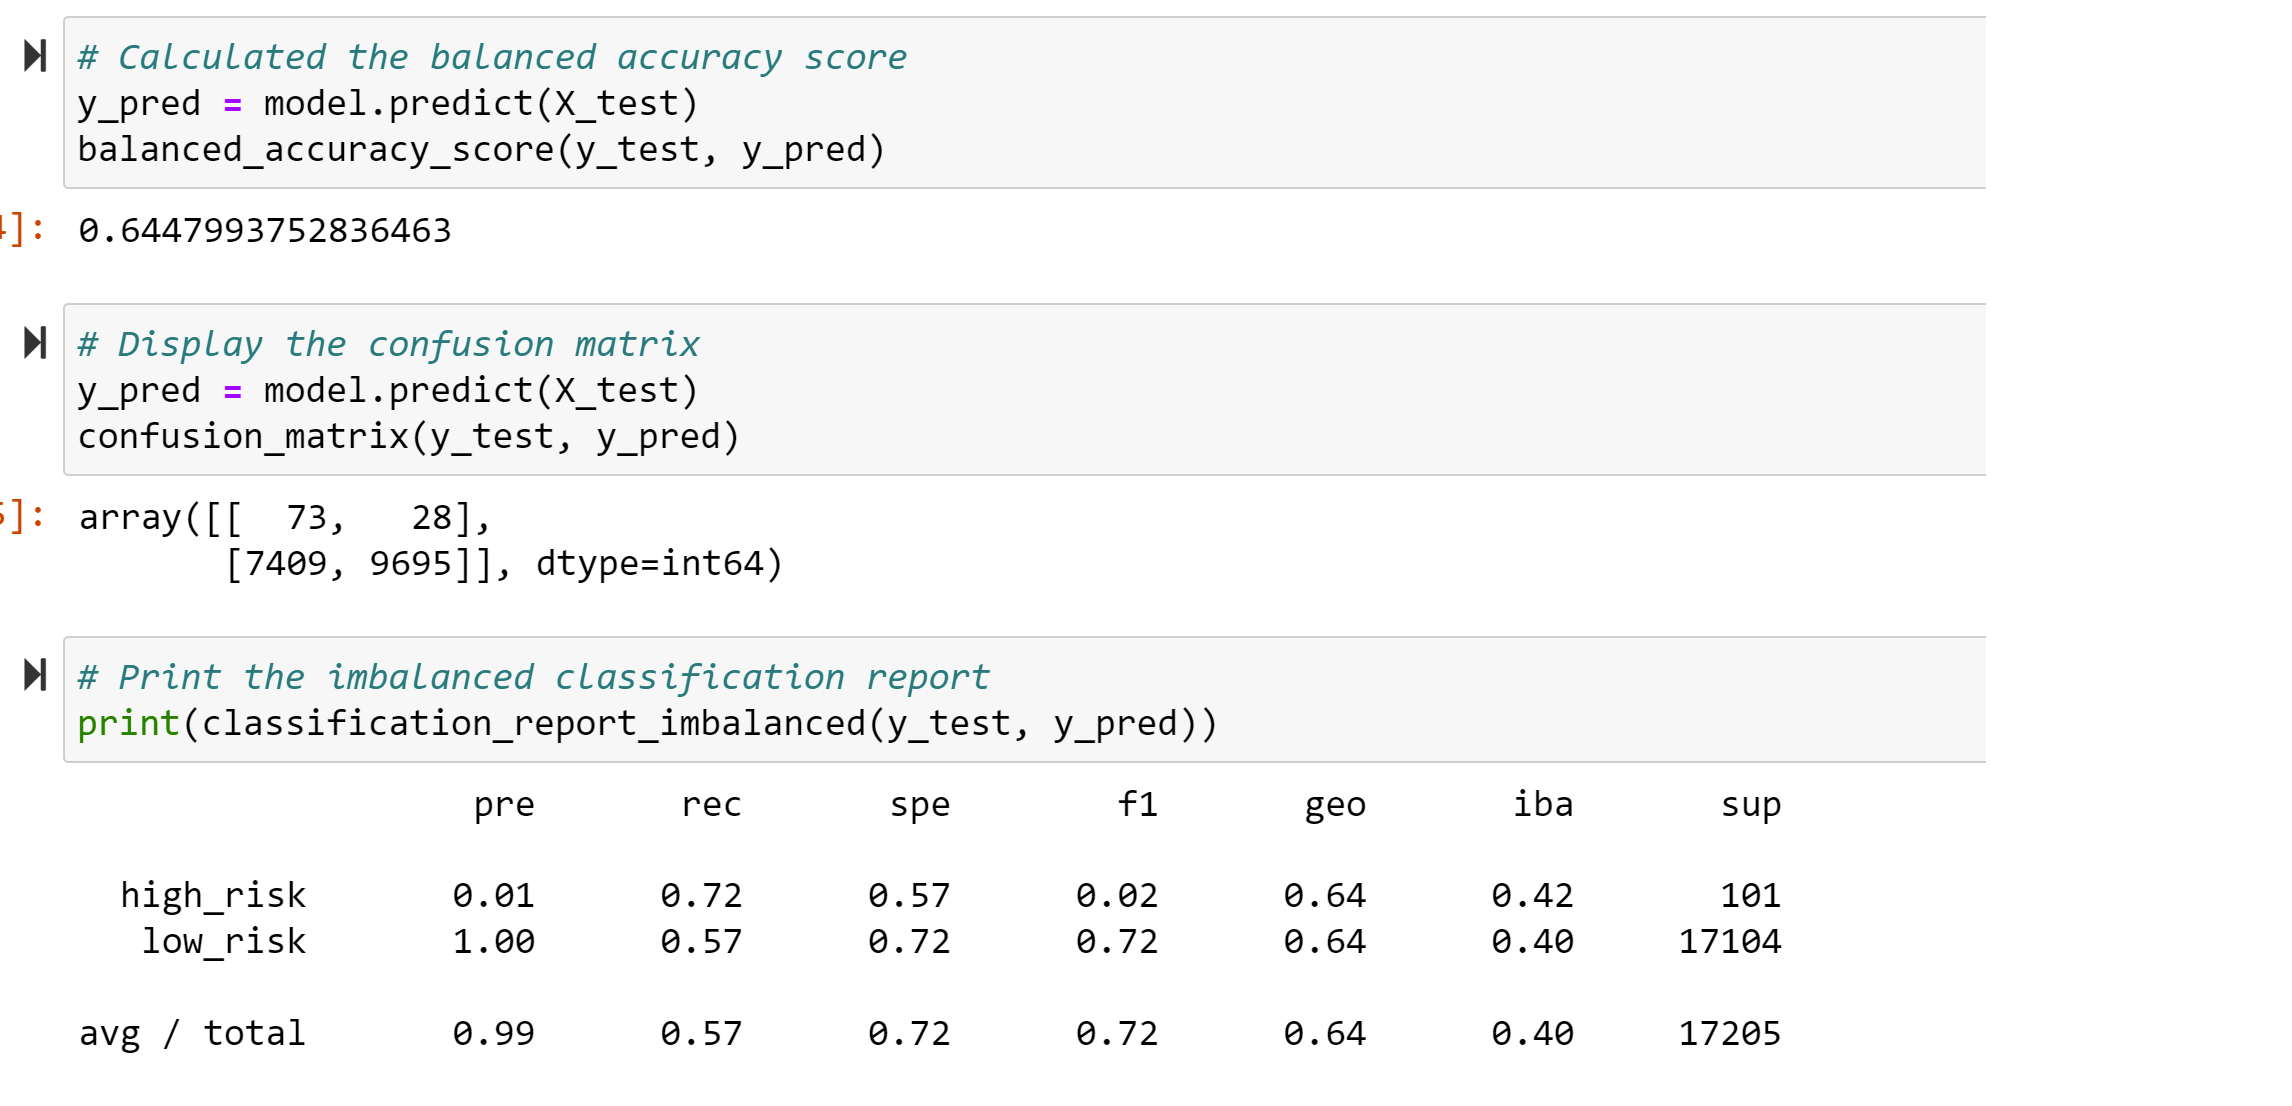 # Calculated the balanced accuracy score
y_pred = model.predict(X_test)
balanced_accuracy_score(y_test, y_pred)
]: 0.6447993752836463
# Display the confusion matrix
y_pred = model.predict(X_test)
confusion_matrix(y_test, y_pred)
]: array([[  73,   28],
       [7409, 9695]], dtype=int64)
# Print the imbalanced classification report
print(classification_report_imbalanced(y_test, y_pred))
pre rec spe f1 geo iba sup
high_risk 0.01 0.72 0.57 0.02 0.64 0.42 101
low_risk 1.00 0.57 0.72 0.72 0.64 0.40 17104
avg / total 0.99 0.57 0.72 0.72 0.64 0.40 17205